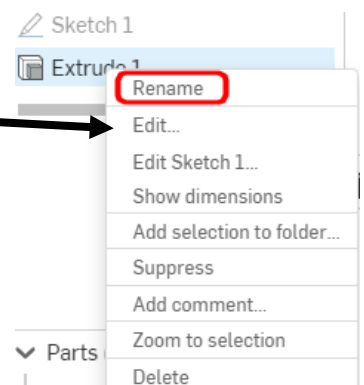 Sketch 1
Extrude 1
Rename
Edit...
Edit Sketch 1...
Show dimensions
Add selection to folder...
Suppress
Add comment...
Zoom to selection
Parts
Delete